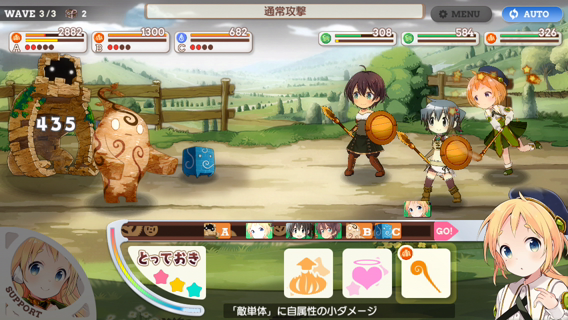 WAVE 3/3 2
通常攻撃
MENU
AUTO
2882
A
1300
B
682
C
308
584
326
435
A
B
C
GO!
とっておき
SUPPORT
「敵単体」に自属性の小ダメージ